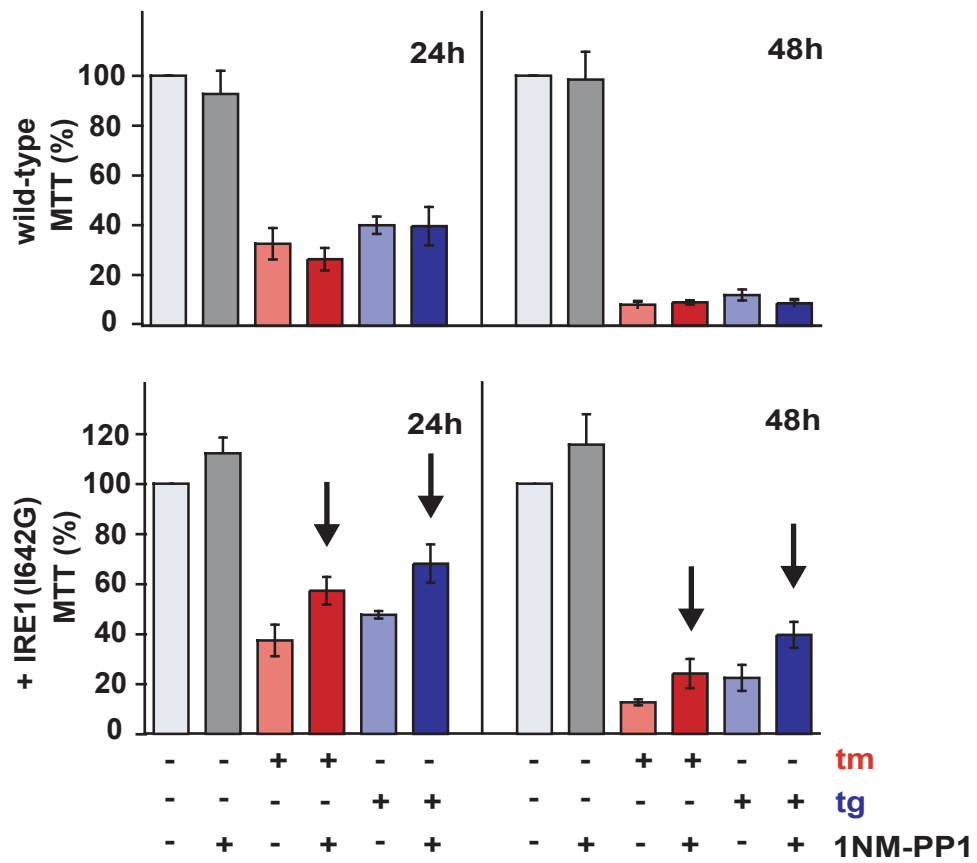 24h
48h
wild-type
MTT (%)
100
80
60
40
20
0
24h
48h
+ IRE1(I642G)
MTT (%)
120
100
80
60
40
20
0
- - + + - - - - + + - - tm
- - - - + + - - - - + + tg
- + - + - + - + - + - + 1NM-PP1